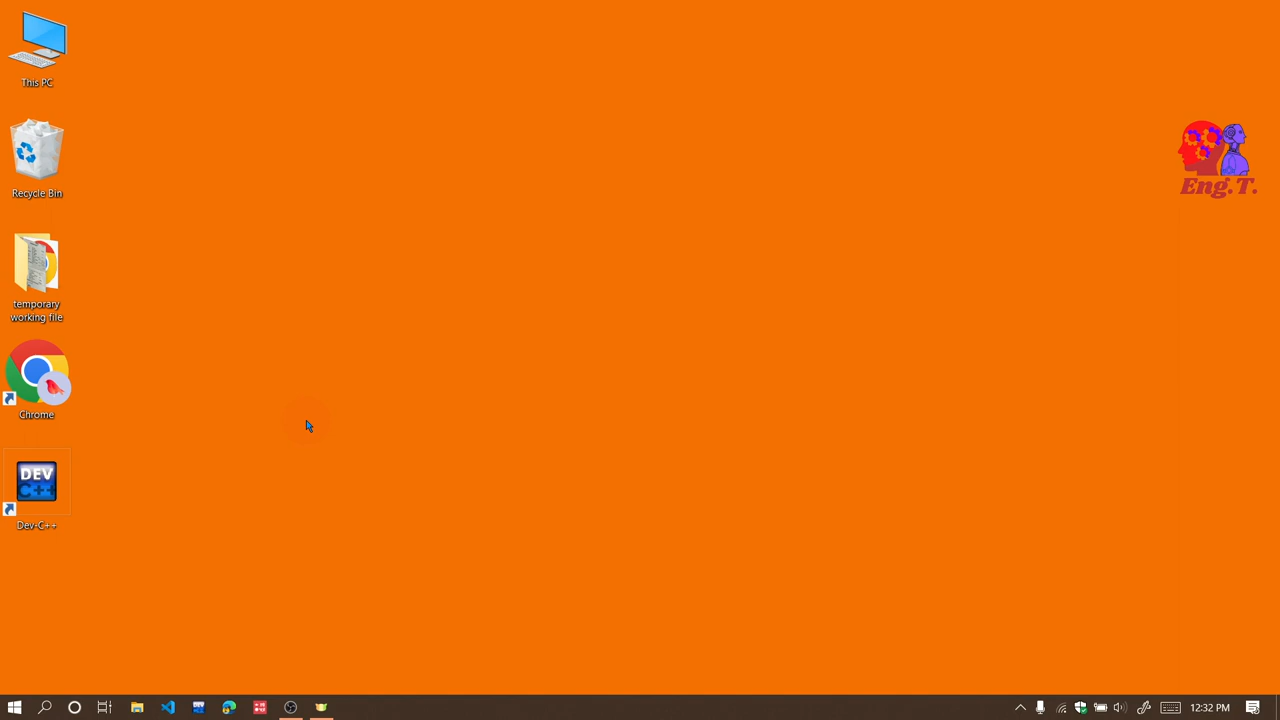 This PC
Recycle Bin
temporary
working file
Chrome
DEV
C++
Dev-C++
Eng.T.
12:32 PM